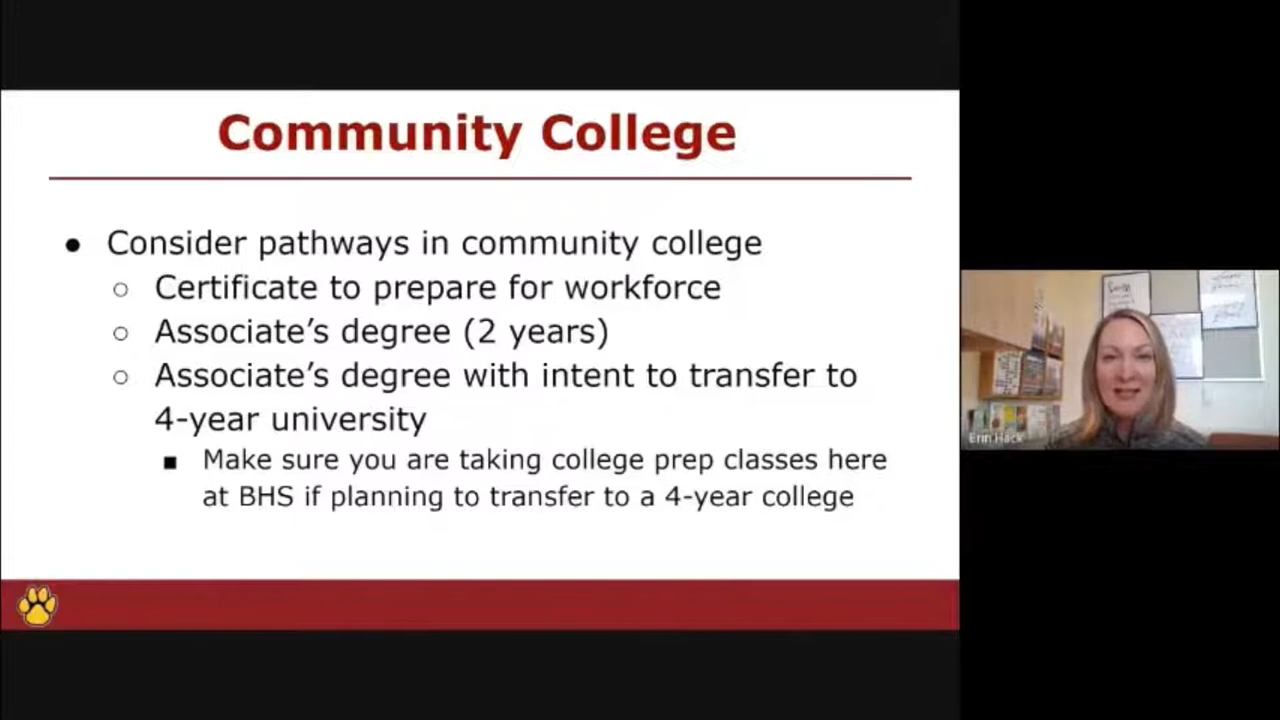 Community College
● Consider pathways in community college
○ Certificate to prepare for workforce
○ Associate’s degree (2 years)
○ Associate’s degree with intent to transfer to
4-year university
■ Make sure you are taking college prep classes here
at BHS if planning to transfer to a 4-year college
Erin Hack